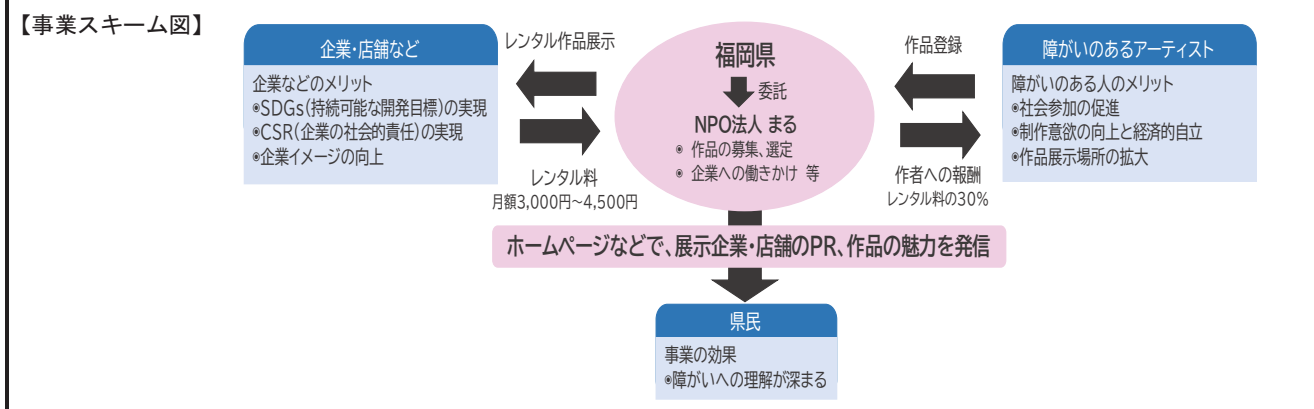 【事業スキーム図】
企業・店舗など
企業などのメリット
◉SDGs(持続可能な開発目標)の実現
◉CSR(企業の社会的責任)の実現
◉企業イメージの向上
レンタル作品展示
レンタル料
月額3,000円~4,500円
福岡県
委託
NPO法人 まる
◉ 作品の募集、選定
◉ 企業への働きかけ 等
作品登録
作者への報酬
レンタル料の30%
障がいのあるアーティスト
障がいのある人のメリット
◉社会参加の促進
◉制作意欲の向上と経済的自立
◉作品展示場所の拡大
ホームページなどで、展示企業・店舗のPR、作品の魅力を発信
県民
事業の効果
◉障がいへの理解が深まる